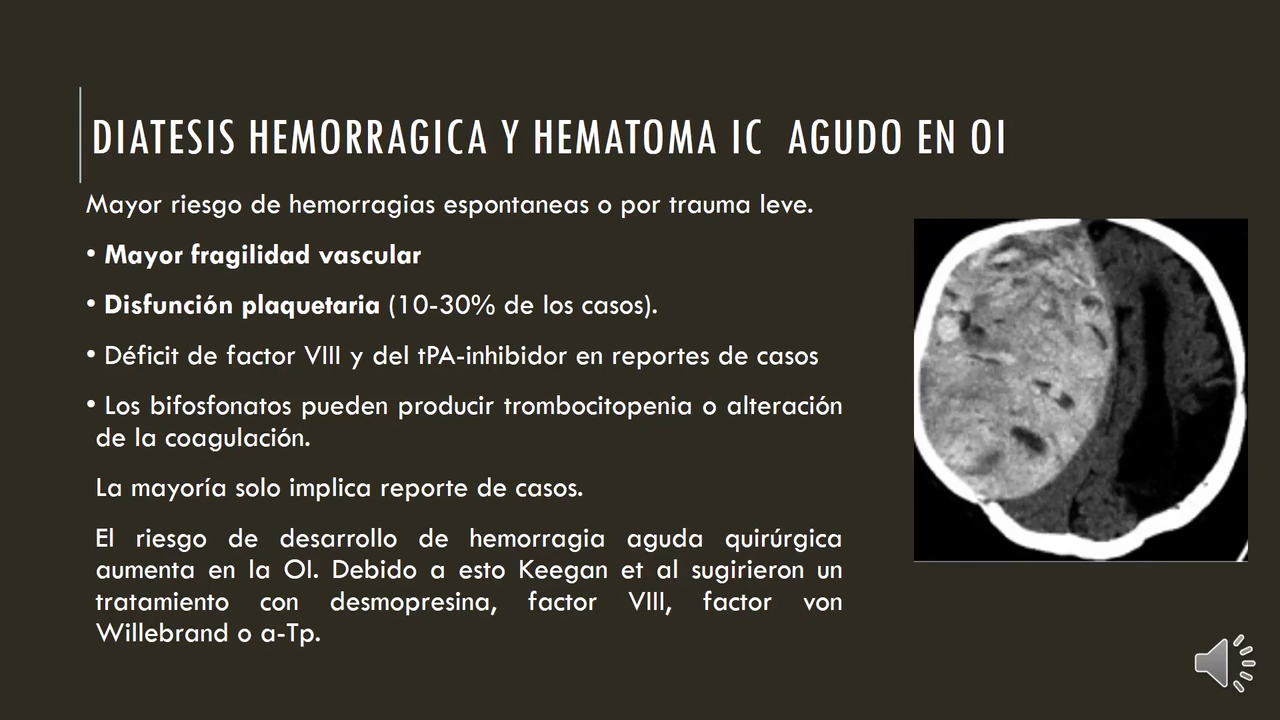 DIATESIS HEMORRAGICA Y HEMATOMA IC AGUDO EN OI
Mayor riesgo de hemorragias espontaneas o por trauma leve.
• Mayor fragilidad vascular
• Disfunción plaquetaria (10-30% de los casos).
• Déficit de factor VIII y del tPA-inhibidor en reportes de casos
• Los bifosfonatos pueden producir trombocitopenia o alteración
de la coagulación.
La mayoría solo implica reporte de casos.
El riesgo de desarrollo de hemorragia aguda quirúrgica
aumenta en la OI. Debido a esto Keegan et al sugirieron un
tratamiento con desmopresina, factor VIII, factor von
Willebrand o a-Tp.